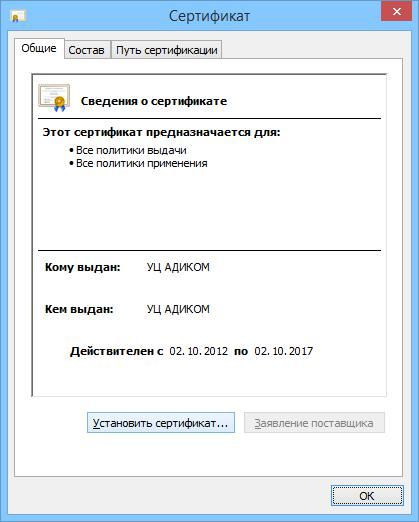 Сертификат
Общие Состав Путь сертификации
Сведения о сертификате
Этот сертификат предназначается для:
• Все политики выдачи
• Все политики применения
Кому выдан: УЦ АДИКОМ
Кем выдан: УЦ АДИКОМ
Действителен с 02. 10. 2012 по 02. 10. 2017
Установить сертификат... Заявление поставщика
ОК